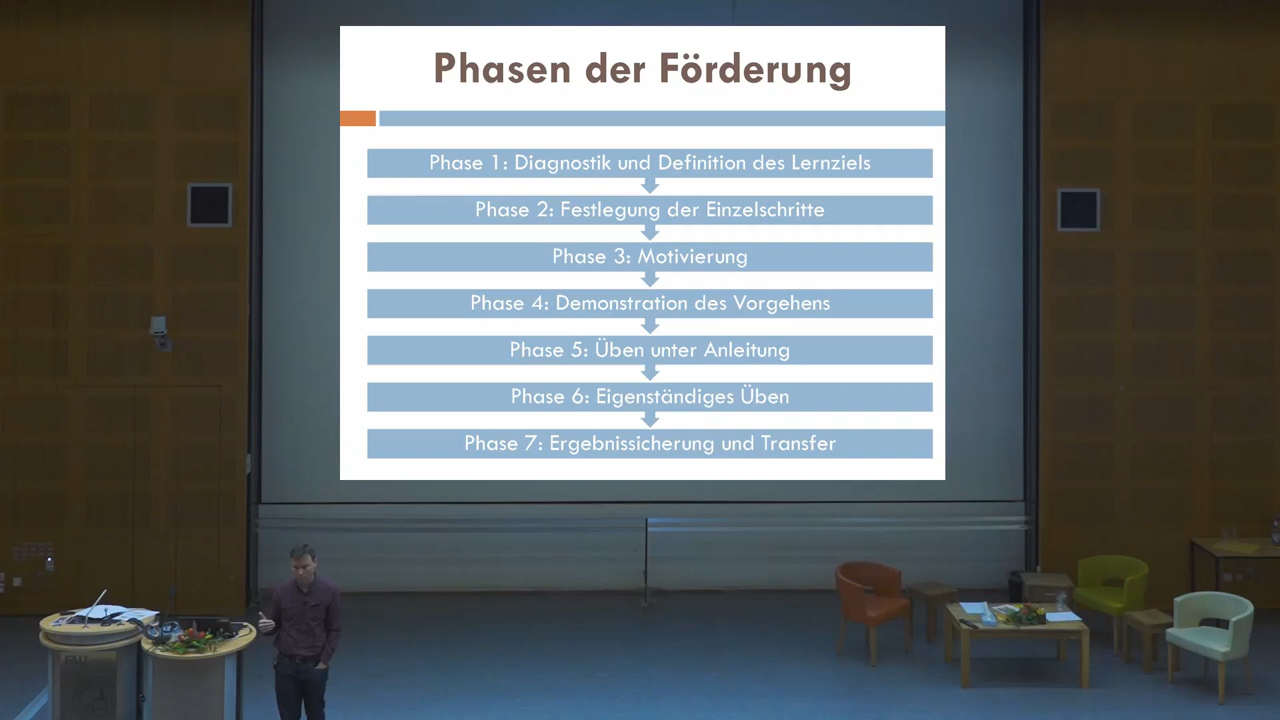 Phasen der Förderung
Phase 1: Diagnostik und Definition des Lernziels
Phase 2: Festlegung der Einzelschritte
Phase 3: Motivierung
Phase 4: Demonstration des Vorgehens
Phase 5: Üben unter Anleitung
Phase 6: Eigenständiges Üben
Phase 7: Ergebnissicherung und Transfer
FAU